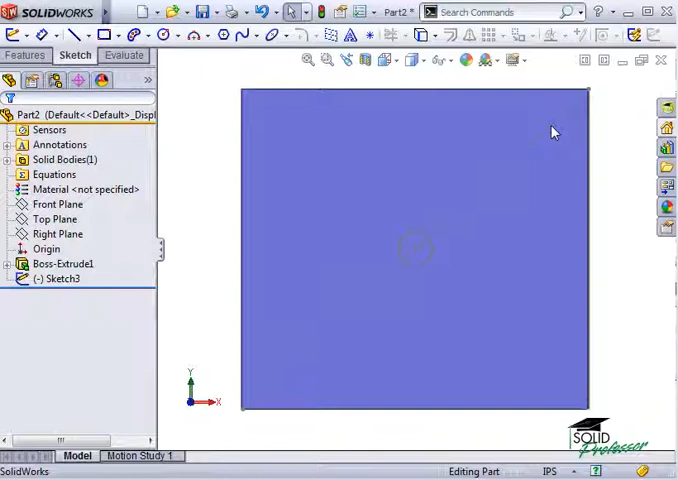 SOLIDWORKS
Part2 *
Search Commands
?
Features
Sketch
Evaluate
Part2 (Default<<Default>_Displ
Sensors
A Annotations
Solid Bodies(1)
Equations
Material <not specified>
Front Plane
Top Plane
Right Plane
Origin
Boss-Extrude1
(-) Sketch3
Y
X
SOLID
Professor
Model
Motion Study 1
SolidWorks
Editing Part
IPS
?